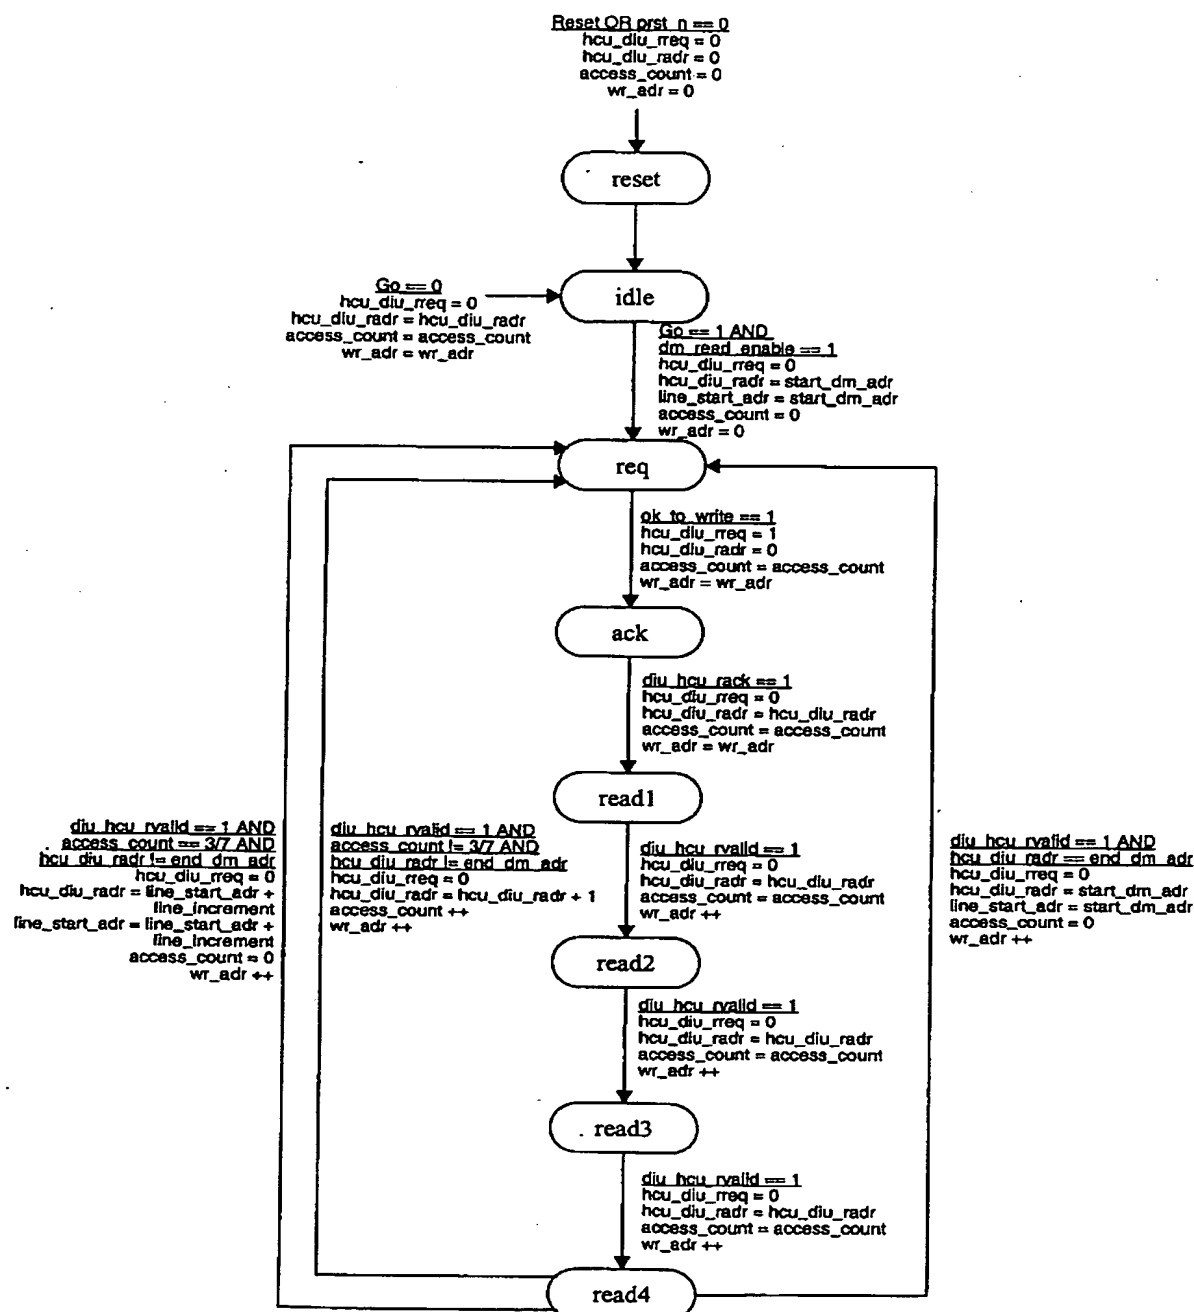 Reset OR prst_n == 0
hcu_diu_rreq = 0
hcu_diu_radr = 0
access_count = 0
wr_adr = 0
reset
Go == 0
hcu_diu_rreq = 0
hcu_diu_radr = hcu_diu_radr
access_count = access_count
wr_adr = wr_adr
idle
Go == 1 AND
dm_read_enable == 1
hcu_diu_rreq = 0
hcu_diu_radr = start_dm_adr
line_start_adr = start_dm_adr
access_count = 0
wr_adr = 0
req
ok_to_write == 1
hcu_diu_rreq = 1
hcu_diu_radr = 0
access_count = access_count
wr_adr = wr_adr
ack
diu_hcu_rack == 1
hcu_diu_rreq = 0
hcu_diu_radr = hcu_diu_radr
access_count = access_count
wr_adr = wr_adr
read1
diu_hcu_rvalid == 1 AND
access_count == 3/7 AND
hcu_diu_radr != end_dm_adr
hcu_diu_rreq = 0
hcu_diu_radr = line_start_adr +
line_increment
line_start_adr = line_start_adr +
line_increment
access_count = 0
wr_adr ++
diu_hcu_rvalid == 1 AND
access_count != 3/7 AND
hcu_diu_radr != end_dm_adr
hcu_diu_rreq = 0
hcu_diu_radr = hcu_diu_radr + 1
access_count ++
wr_adr ++
diu_hcu_rvalid == 1
hcu_diu_rreq = 0
hcu_diu_radr = hcu_diu_radr
access_count = access_count
wr_adr ++
diu_hcu_rvalid == 1 AND
hcu_diu_radr == end_dm_adr
hcu_diu_rreq = 0
hcu_diu_radr = start_dm_adr
line_start_adr = start_dm_adr
access_count = 0
wr_adr ++
read2
diu_hcu_rvalid == 1
hcu_diu_rreq = 0
hcu_diu_radr = hcu_diu_radr
access_count = access_count
wr_adr ++
read3
diu_hcu_rvalid == 1
hcu_diu_rreq = 0
hcu_diu_radr = hcu_diu_radr
access_count = access_count
wr_adr ++
read4